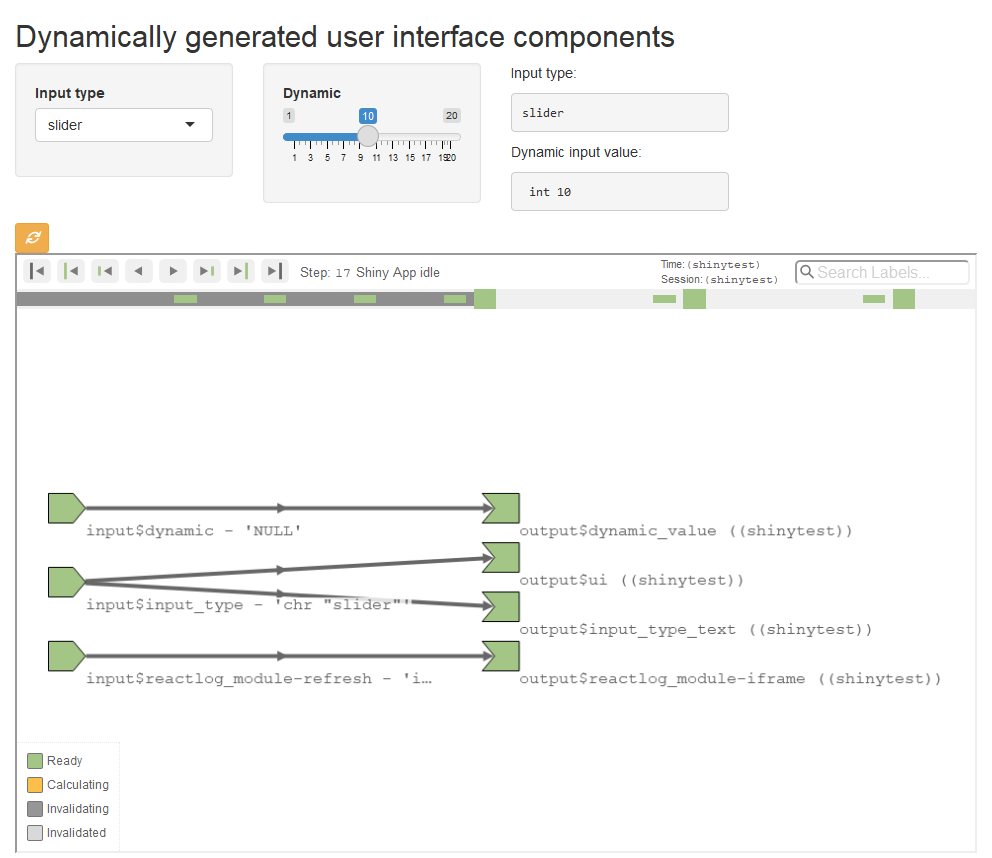 Dynamically generated user interface components
Input type
slider
Dynamic
1 10 20
1 3 5 7 9 11 13 15 17 1920
Input type:
slider
Dynamic input value:
int 10
Step: 17 Shiny App idle
Time: (shinytest)
Session: (shinytest)
Search Labels...
input$dynamic - 'NULL'
output$dynamic_value ((shinytest))
output$ui ((shinytest))
input$input_type - 'chr "slider"'
output$input_type_text ((shinytest))
input$reactlog_module-refresh - 'i…
output$reactlog_module-iframe ((shinytest))
Ready
Calculating
Invalidating
Invalidated